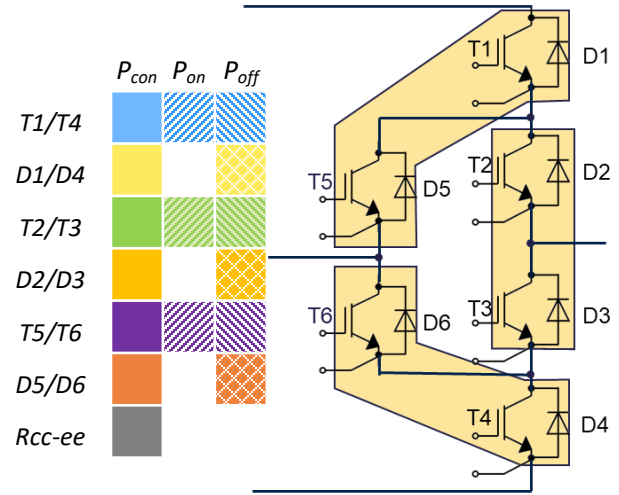 Pcon Pon Poff
T1/T4
D1/D4
T2/T3
D2/D3
T5/T6
D5/D6
Rcc-ee
T1 D1
T2 D2
T5 D5
T3 D3
T6 D6
T4 D4